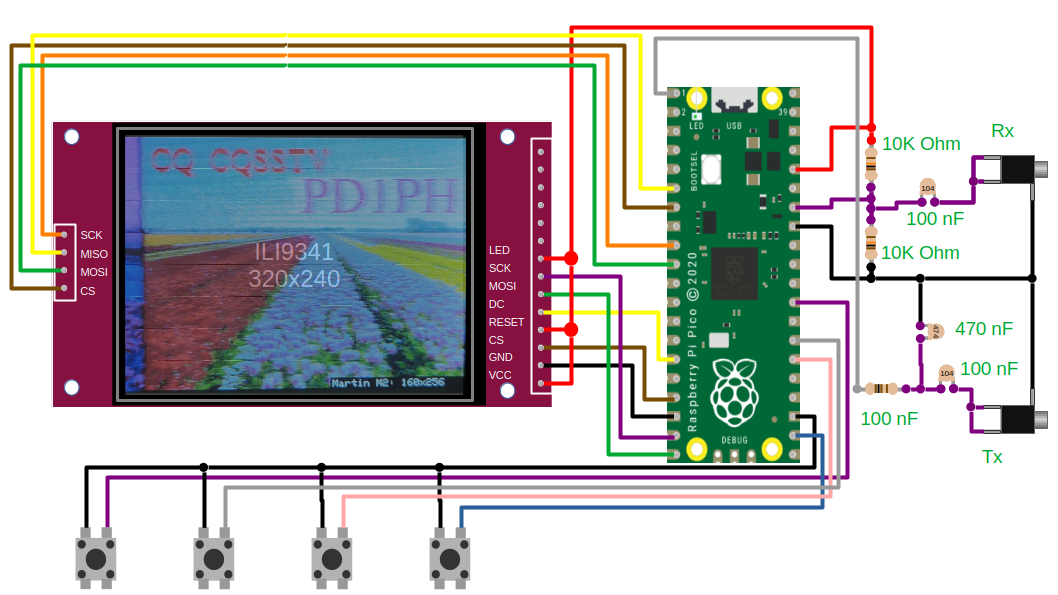 CQ CQSSTV
PD1PH
ILI9341
320x240
Martin M2: 160x256
SCK
MISO
MOSI
CS
LED
SCK
MOSI
DC
RESET
CS
GND
VCC
1
2
39
LED
USB
BOOTSEL
Raspberry Pi Pico © 2020
DEBUG
10K Ohm
10K Ohm
Rx
104
100 nF
474
470 nF
104
100 nF
100 nF
Tx